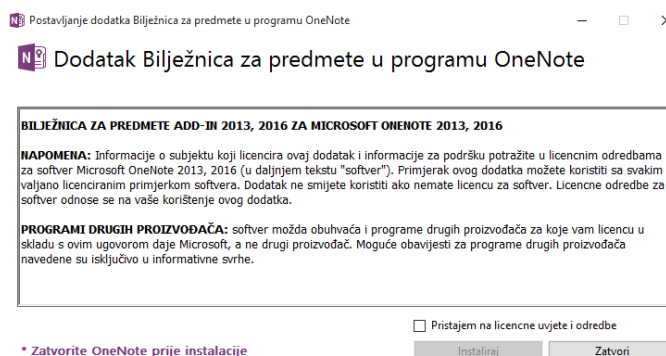 Postavljanje dodatka Bilježnica za predmete u programu OneNote
Dodatak Bilježnica za predmete u programu OneNote
BILJEŽNICA ZA PREDMETE ADD-IN 2013, 2016 ZA MICROSOFT ONENOTE 2013, 2016
NAPOMENA: Informacije o subjektu koji licencira ovaj dodatak i informacije za podršku potražite u licencnim odredbama
za softver Microsoft OneNote 2013, 2016 (u daljnjem tekstu "softver"). Primjerak ovog dodatka možete koristiti sa svakim
valjano licenciranim primjerkom softvera. Dodatak ne smijete koristiti ako nemate licencu za softver. Licencne odredbe za
softver odnose se na vaše korištenje ovog dodatka.
PROGRAMI DRUGIH PROIZVOĐAČA: softver možda obuhvaća i programe drugih proizvođača za koje vam licencu u
skladu s ovim ugovorom daje Microsoft, a ne drugi proizvođač. Moguće obavijesti za programe drugih proizvođača
navedene su isključivo u informativne svrhe.
Pristajem na licencne uvjete i odredbe
* Zatvorite OneNote prije instalacije
Instaliraj
Zatvori